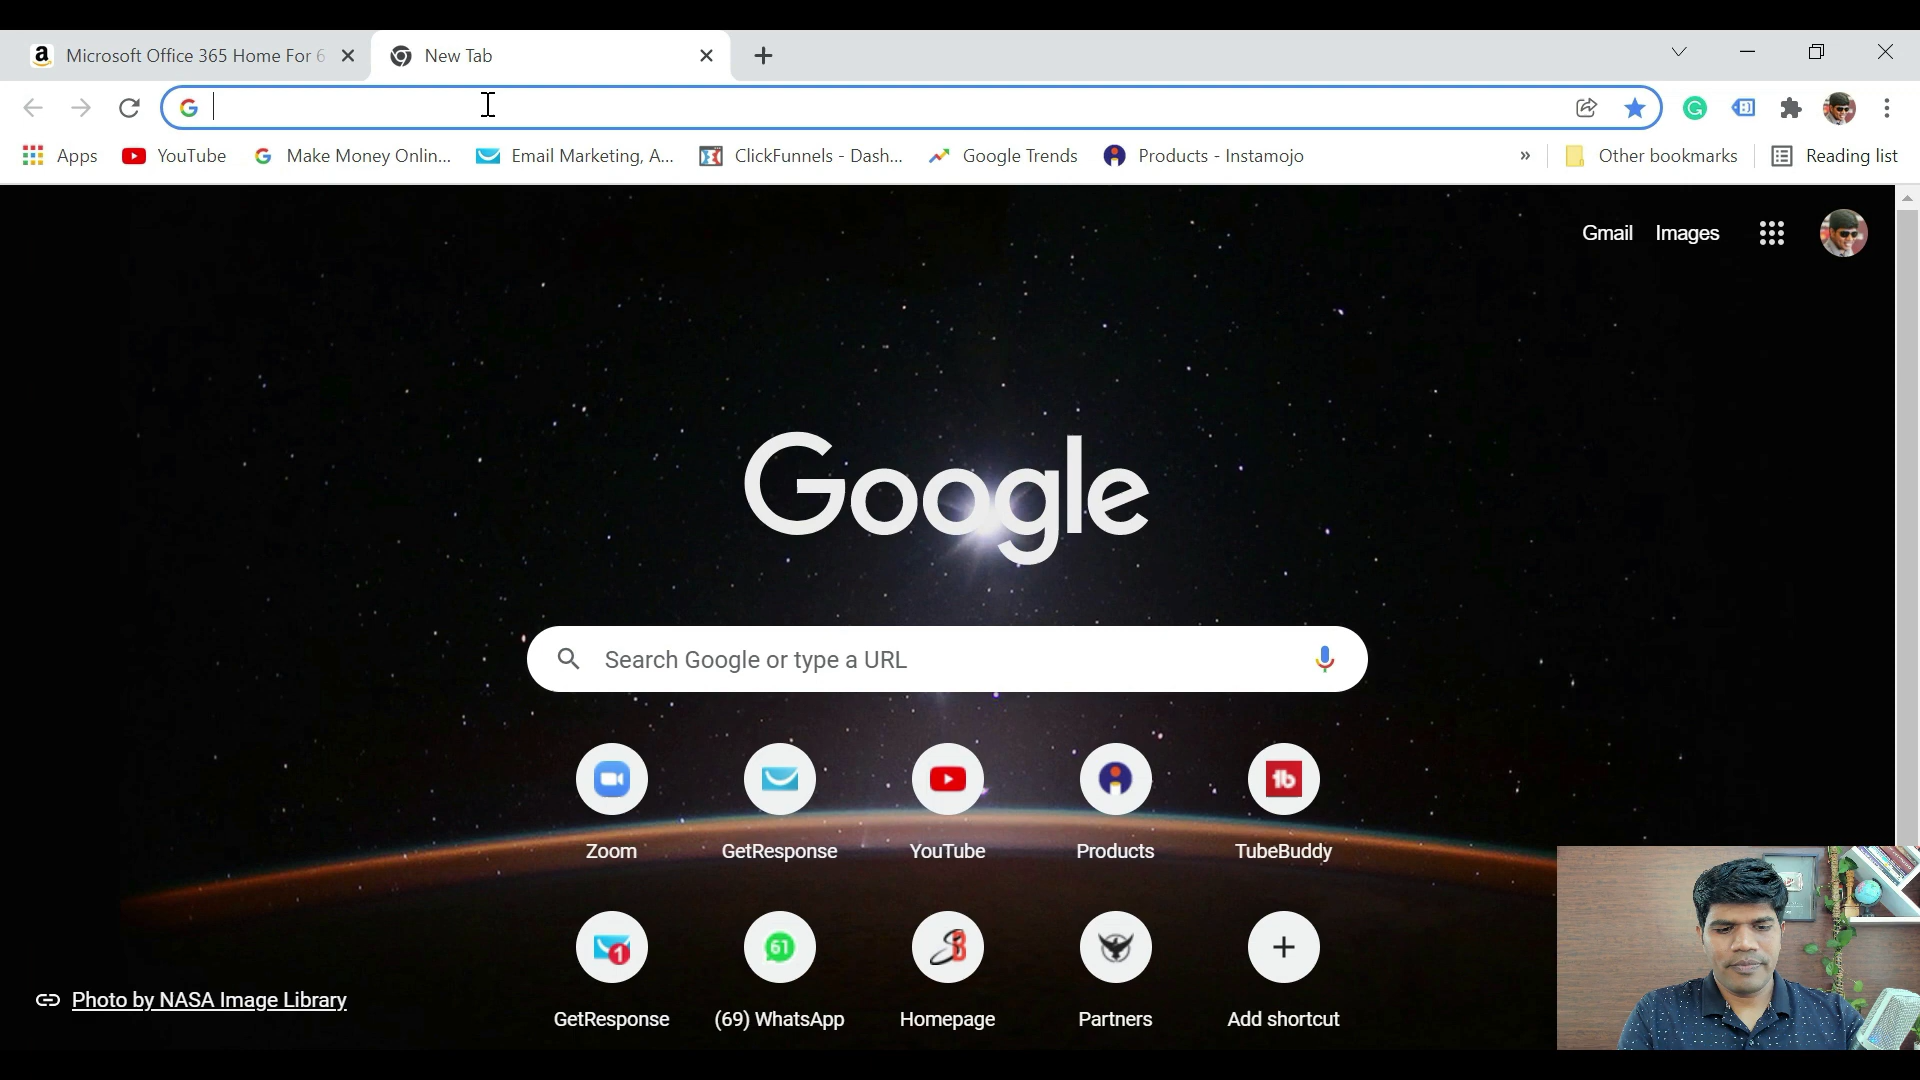 Microsoft Office 365 Home For 6
New Tab
Apps
YouTube
Make Money Onlin...
Email Marketing, A...
ClickFunnels - Dash...
Google Trends
Products - Instamojo
»
Other bookmarks
Reading list
Gmail
Images
Google
Search Google or type a URL
Zoom
GetResponse
YouTube
Products
TubeBuddy
1
61
GetResponse
(69) WhatsApp
Homepage
Partners
Add shortcut
Photo by NASA Image Library